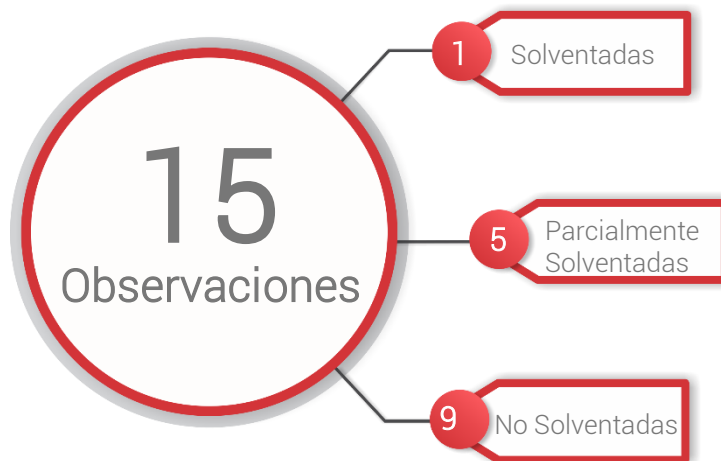 15
Observaciones
1
Solventadas
5
Parcialmente
Solventadas
9
No Solventadas